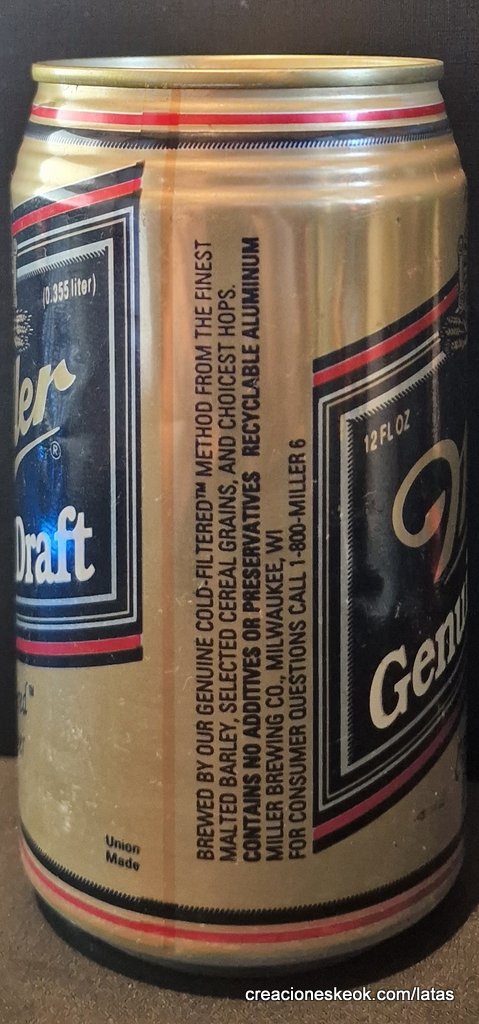 (0.355 liter)
ler
®
Draft
Union
Made
BREWED BY OUR GENUINE COLD-FILTERED™ METHOD FROM THE FINEST
MALTED BARLEY, SELECTED CEREAL GRAINS, AND CHOICEST HOPS.
CONTAINS NO ADDITIVES OR PRESERVATIVES RECYCLABLE ALUMINUM
MILLER BREWING CO., MILWAUKEE, WI
FOR CONSUMER QUESTIONS CALL 1-800-MILLER 6
12 FL OZ
Genu
creacioneskeok.com/latas